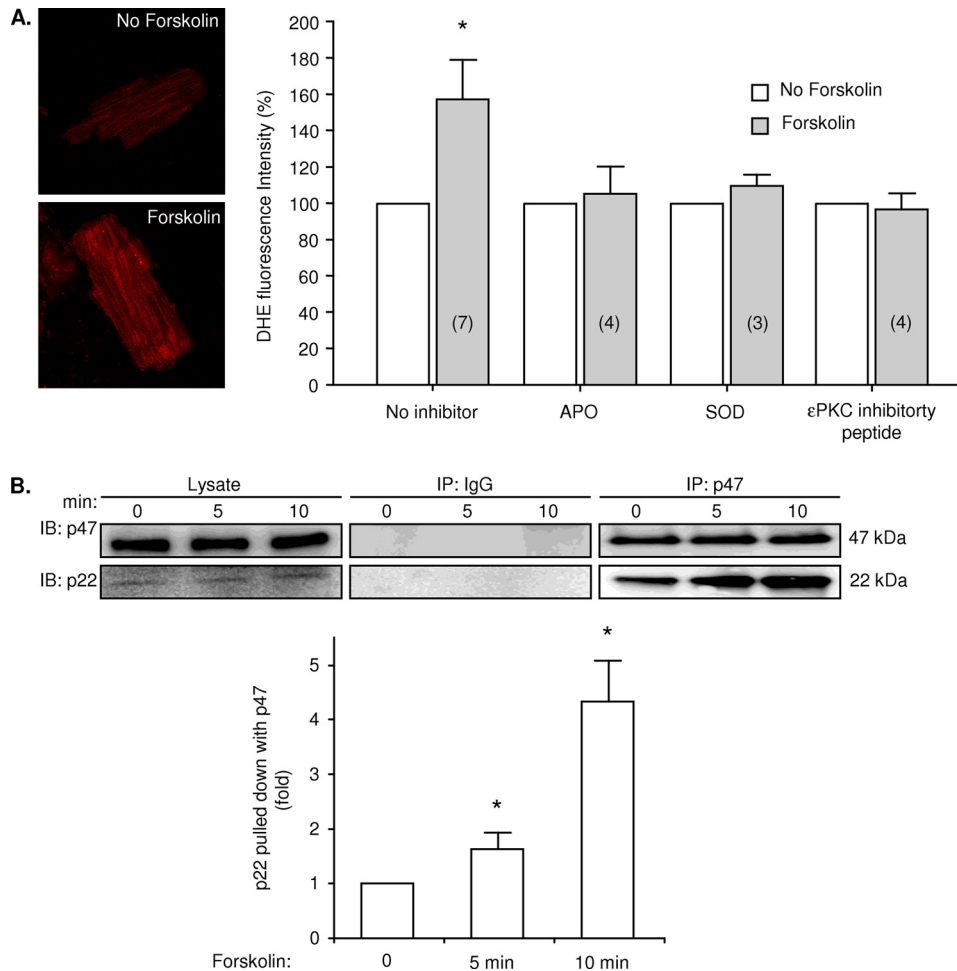 A.
No Forskolin
Forskolin
DHE fluorescence Intensity (%)
200
180
160
140
120
100
80
60
40
20
0
*
No Forskolin
Forskolin
(7)
(4)
(3)
(4)
No inhibitor
APO
SOD
εPKC inhibitorty
peptide
B.
Lysate
IP: IgG
IP: p47
min:
0
5
10
0
5
10
0
5
10
IB: p47
47 kDa
IB: p22
22 kDa
p22 pulled down with p47
(fold)
5
4
3
2
1
0
*
*
Forskolin:
0
5 min
10 min